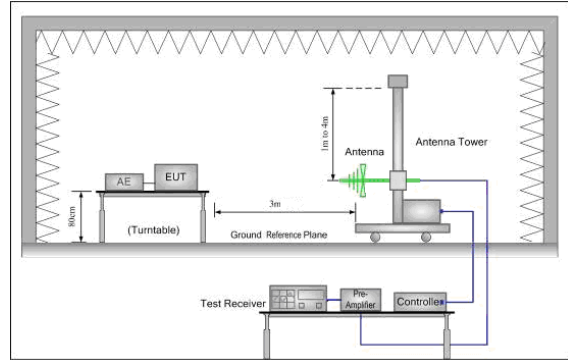 1m to 4m
Antenna
Antenna Tower
AE
EUT
80cm
3m
(Turntable)
Ground Reference Plane
Test Receiver
Pre-
Amplifier
Controller